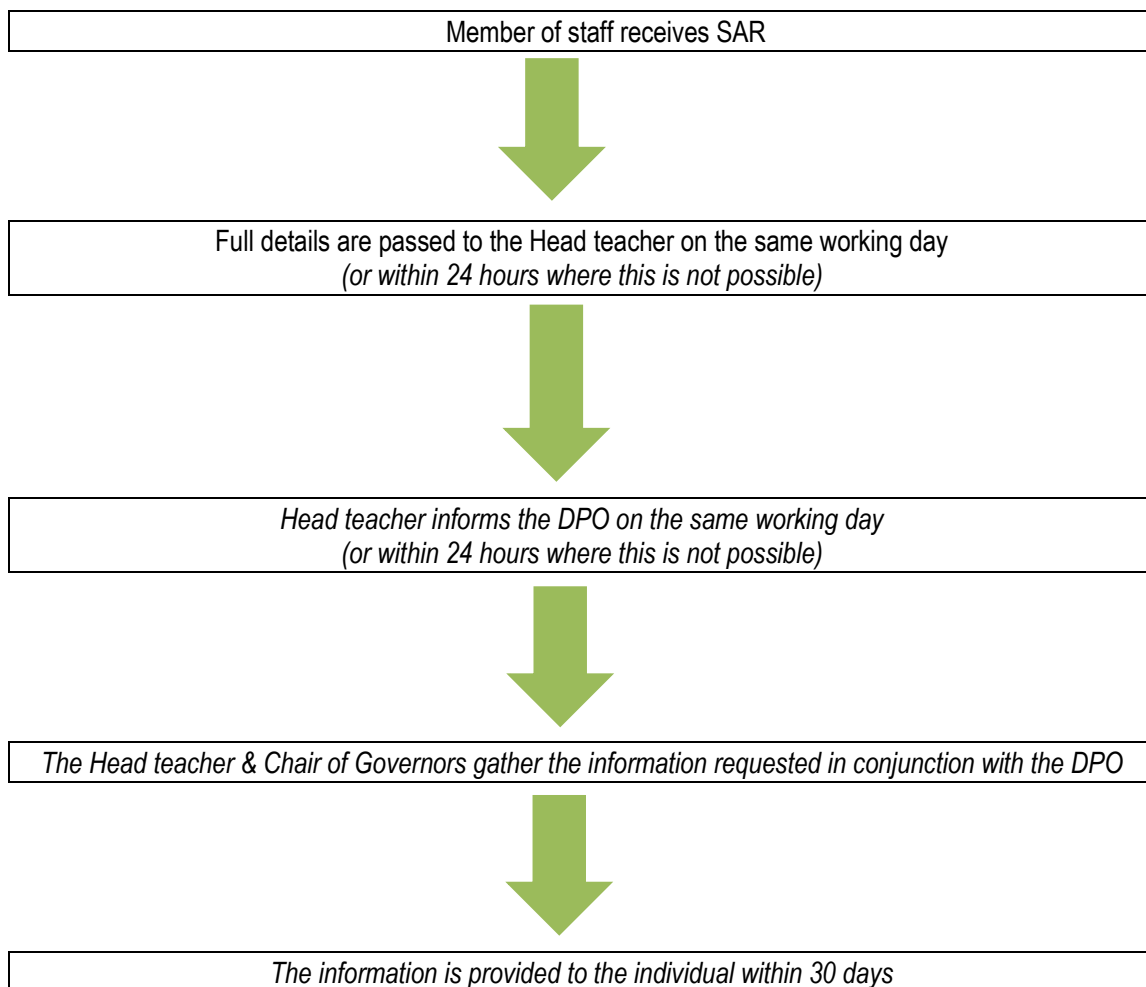 Member of staff receives SAR
Full details are passed to the Head teacher on the same working day
(or within 24 hours where this is not possible)
Head teacher informs the DPO on the same working day
(or within 24 hours where this is not possible)
The Head teacher & Chair of Governors gather the information requested in conjunction with the DPO
The information is provided to the individual within 30 days